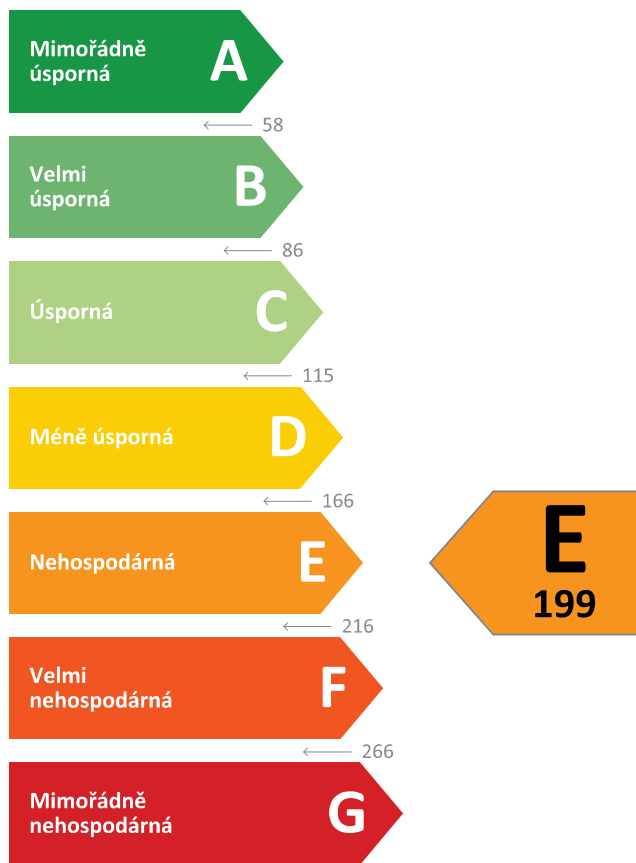 Mimořádně
úsporná
A
58
Velmi
úsporná
B
86
Úsporná
C
115
Méně úsporná
D
166
Nehospodárná
E
E
199
216
Velmi
nehospodárná
F
266
Mimořádně
nehospodárná
G